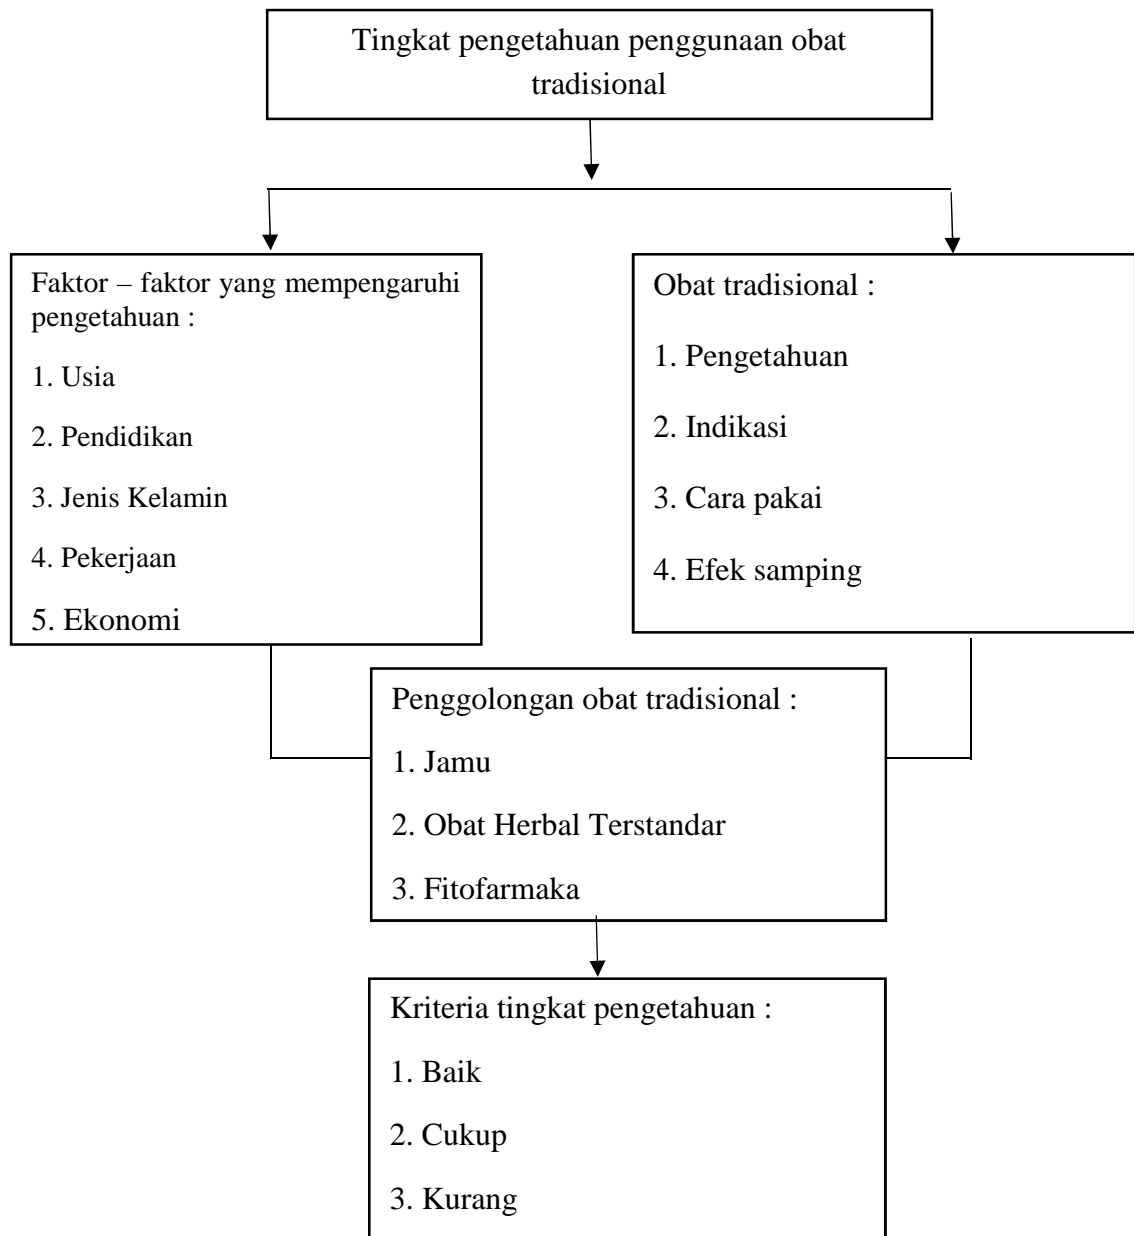 Tingkat pengetahuan penggunaan obat
tradisional
Faktor – faktor yang mempengaruhi
pengetahuan :
1. Usia
2. Pendidikan
3. Jenis Kelamin
4. Pekerjaan
5. Ekonomi
Obat tradisional :
1. Pengetahuan
2. Indikasi
3. Cara pakai
4. Efek samping
Penggolongan obat tradisional :
1. Jamu
2. Obat Herbal Terstandar
3. Fitofarmaka
Kriteria tingkat pengetahuan :
1. Baik
2. Cukup
3. Kurang